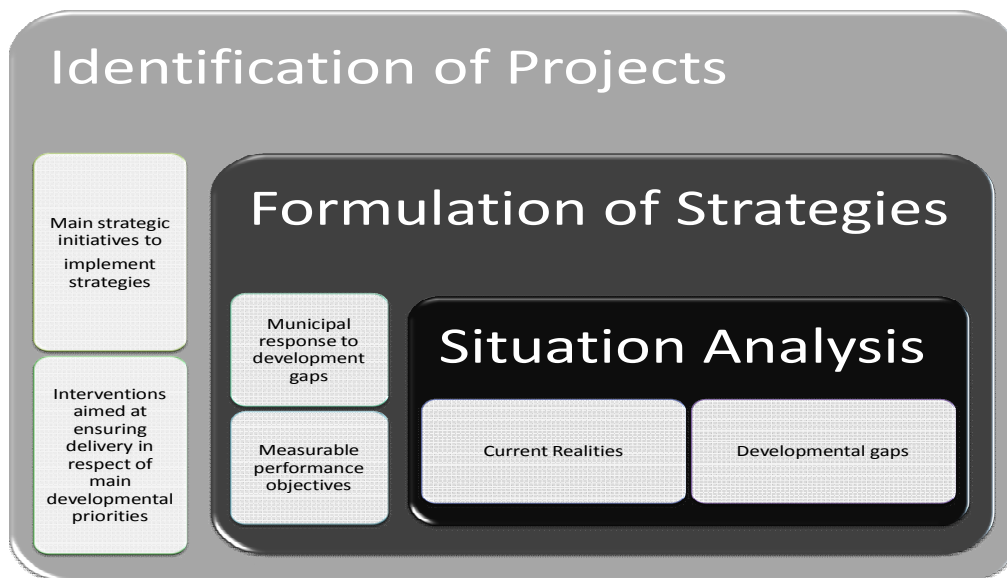 Identification of Projects
Main strategic
initiatives to
implement
strategies
Interventions
aimed at
ensuring
delivery in
respect of
main
developmental
priorities
Formulation of Strategies
Municipal
response to
development
gaps
Measurable
performance
objectives
Situation Analysis
Current Realities
Developmental gaps